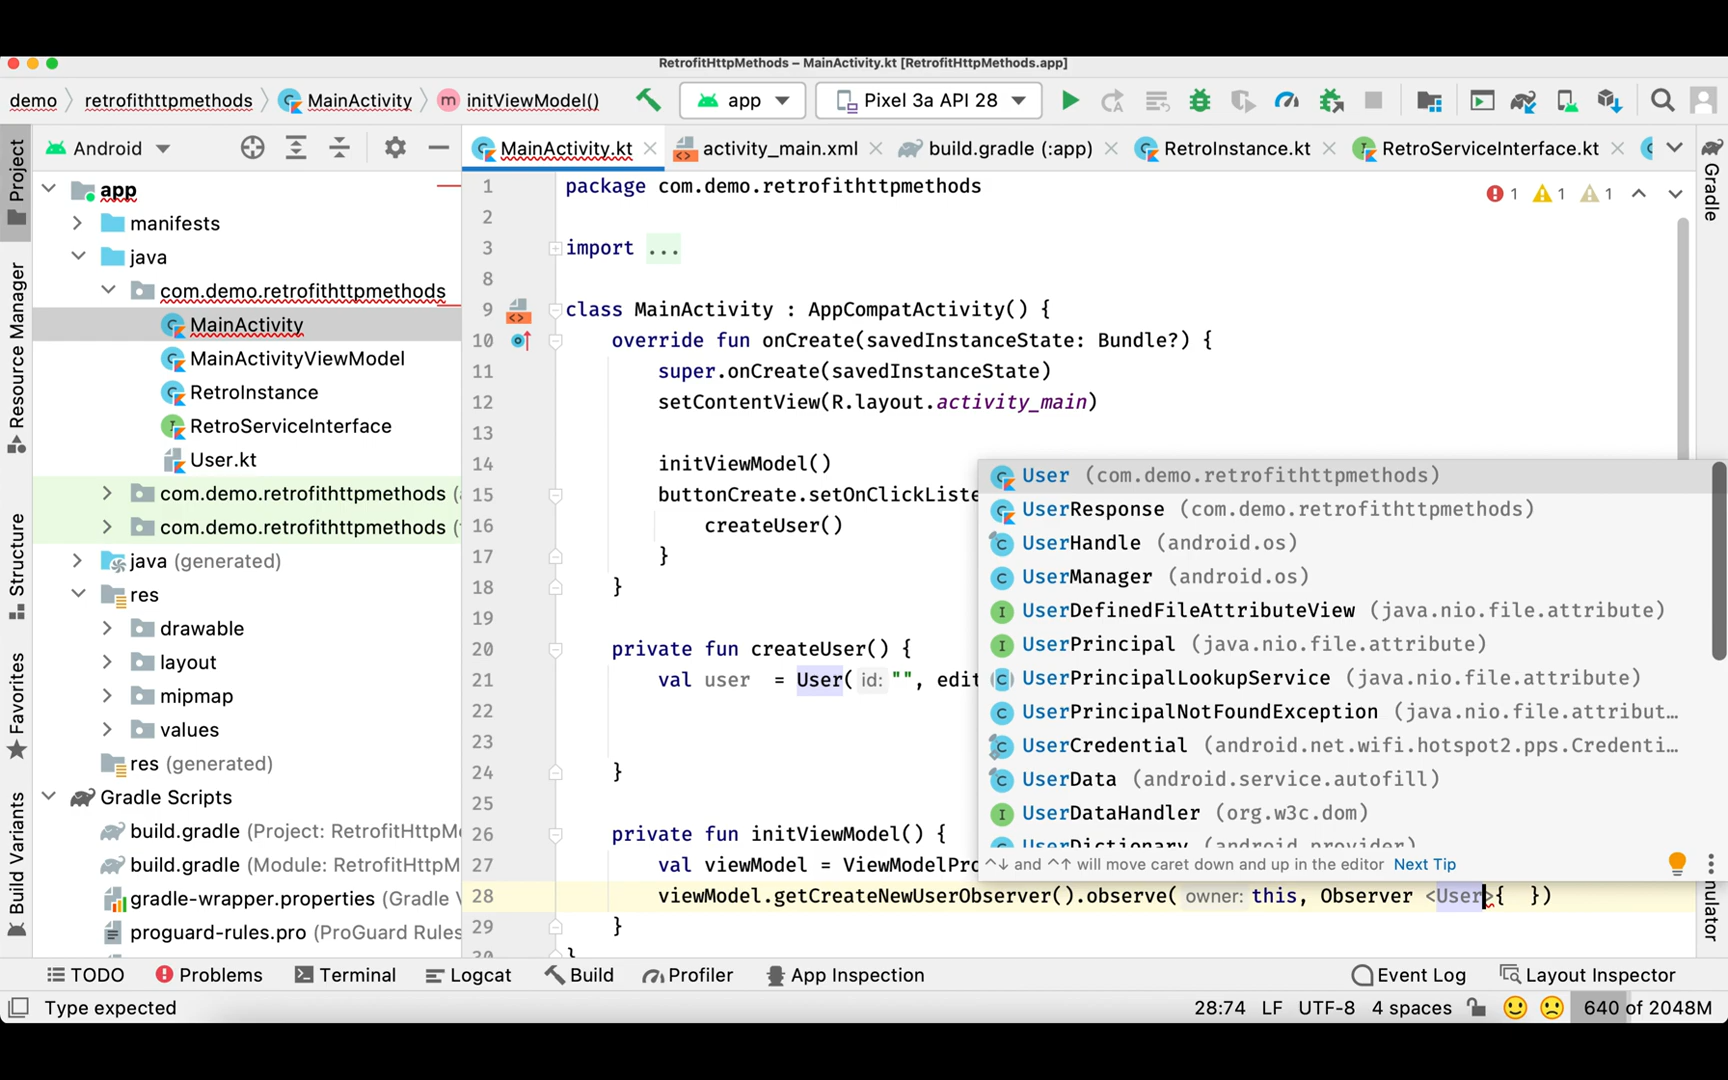 RetrofitHttpMethods – MainActivity.kt [RetrofitHttpMethods.app]
demo retrofithttpmethods MainActivity m initViewModel() app Pixel 3a API 28
Project
Resource Manager
Structure
Favorites
Build Variants
Android
MainActivity.kt activity_main.xml build.gradle (:app) RetroInstance.kt RetroServiceInterface.kt
Gradle
app
manifests
java
com.demo.retrofithttpmethods
MainActivity
MainActivityViewModel
RetroInstance
RetroServiceInterface
User.kt
com.demo.retrofithttpmethods (
com.demo.retrofithttpmethods (
java (generated)
res
drawable
layout
mipmap
values
res (generated)
Gradle Scripts
build.gradle (Project: RetrofitHttpM
build.gradle (Module: RetrofitHttpM
gradle-wrapper.properties (Gradle
proguard-rules.pro (ProGuard Rules
1 package com.demo.retrofithttpmethods
1 1 1
2
3 import ...
8
9 class MainActivity : AppCompatActivity() {
10 override fun onCreate(savedInstanceState: Bundle?) {
11 super.onCreate(savedInstanceState)
12 setContentView(R.layout.activity_main)
13
14 initViewModel()
15 buttonCreate.setOnClickListe
16 createUser()
17 }
18 }
19
20 private fun createUser() {
21 val user = User( id: "", edit
22
23
24 }
25
26 private fun initViewModel() {
27 val viewModel = ViewModelPro
28 viewModel.getCreateNewUserObserver().observe( owner: this, Observer <User>{ })
29 }
30 }
User (com.demo.retrofithttpmethods)
UserResponse (com.demo.retrofithttpmethods)
UserHandle (android.os)
UserManager (android.os)
UserDefinedFileAttributeView (java.nio.file.attribute)
UserPrincipal (java.nio.file.attribute)
UserPrincipalLookupService (java.nio.file.attribute)
UserPrincipalNotFoundException (java.nio.file.attribut…
UserCredential (android.net.wifi.hotspot2.pps.Credenti…
UserData (android.service.autofill)
UserDataHandler (org.w3c.dom)
UserDictionary (android.provider)
^↓ and ^↑ will move caret down and up in the editor Next Tip
nulator
TODO Problems Terminal Logcat Build Profiler App Inspection Event Log Layout Inspector
Type expected 28:74 LF UTF-8 4 spaces 640 of 2048M